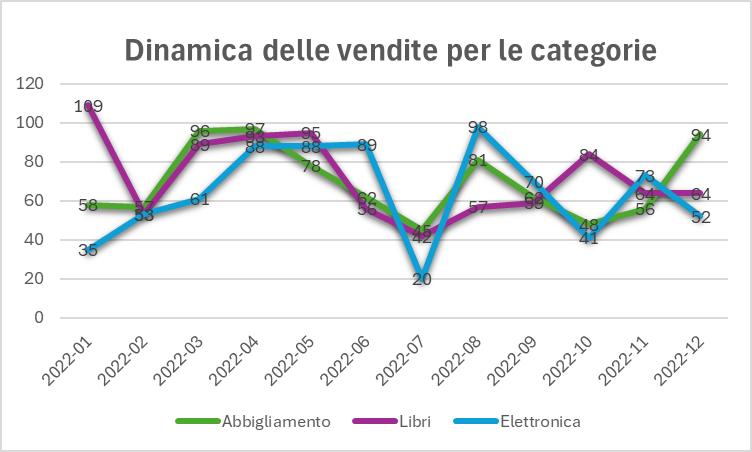 Dinamica delle vendite per le categorie
120
100
80
60
40
20
0
109 58 35
57 53
96 89 61
97 93 88
95 88 78
89 62 56
45 42 20
98 81 57
70 59
84 48 41
73 64 56
94 64 52
2022-01 2022-02 2022-03 2022-04 2022-05 2022-06 2022-07 2022-08 2022-09 2022-10 2022-11 2022-12
Abbigliamento Libri Elettronica